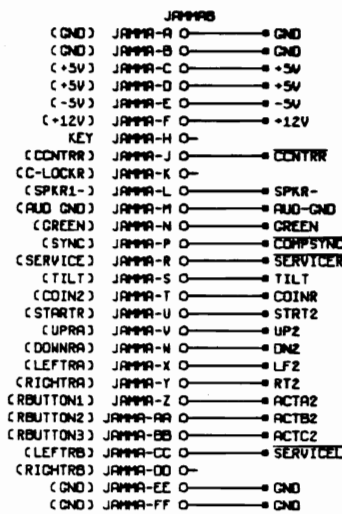 JAMMAB
(GND) JAMMA-A GND
(GND) JAMMA-B GND
(+5V) JAMMA-C +5V
(+5V) JAMMA-D +5V
(-5V) JAMMA-E -5V
(+12V) JAMMA-F +12V
KEY JAMMA-H
(CCNTRR) JAMMA-J CCNTRR
(C-LOCKR) JAMMA-K
(SPKR1-) JAMMA-L SPKR-
(AUD GND) JAMMA-M AUD-GND
(GREEN) JAMMA-N GREEN
(SYNC) JAMMA-P COMPSYNC
(SERVICE) JAMMA-R SERVICER
(TILT) JAMMA-S TILT
(COIN2) JAMMA-T COINR
(STARTR) JAMMA-U STRT2
(UPRA) JAMMA-V UP2
(DOWNRA) JAMMA-W DN2
(LEFTRA) JAMMA-X LF2
(RIGHTRA) JAMMA-Y RT2
(RBUTTON1) JAMMA-Z ACTA2
(RBUTTON2) JAMMA-AA ACTB2
(RBUTTON3) JAMMA-BB ACTC2
(LEFTRB) JAMMA-CC SERVICEL
(RIGHTRB) JAMMA-DD
(GND) JAMMA-EE GND
(GND) JAMMA-FF GND